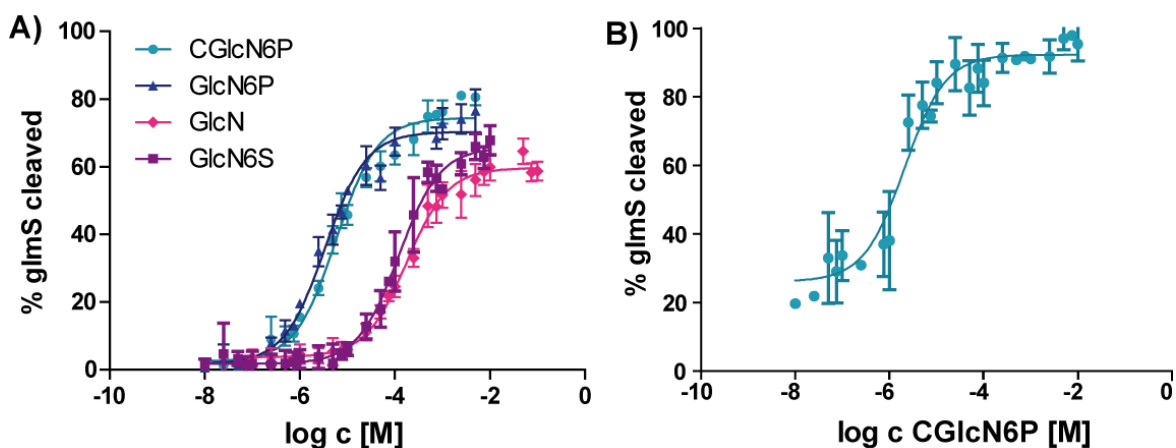 A)
CGlcN6P
GlcN6P
GlcN
GlcN6S
% glmS cleaved
100
80
60
40
20
0
-10 -8 -6 -4 -2 0
log c [M]
B)
% glmS cleaved
100
80
60
40
20
0
-10 -8 -6 -4 -2 0
log c CGlcN6P [M]